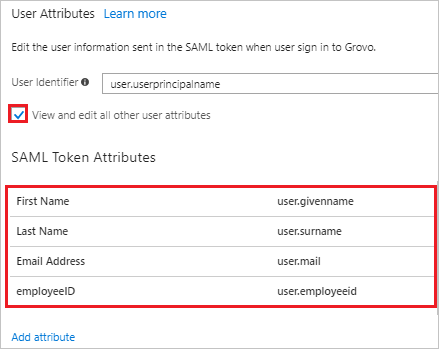 User Attributes Learn more
Edit the user information sent in the SAML token when user sign in to Grovo.
User Identifier user.userprincipalname
View and edit all other user attributes
SAML Token Attributes
First Name user.givenname
Last Name user.surname
Email Address user.mail
employeeID user.employeeid
Add attribute